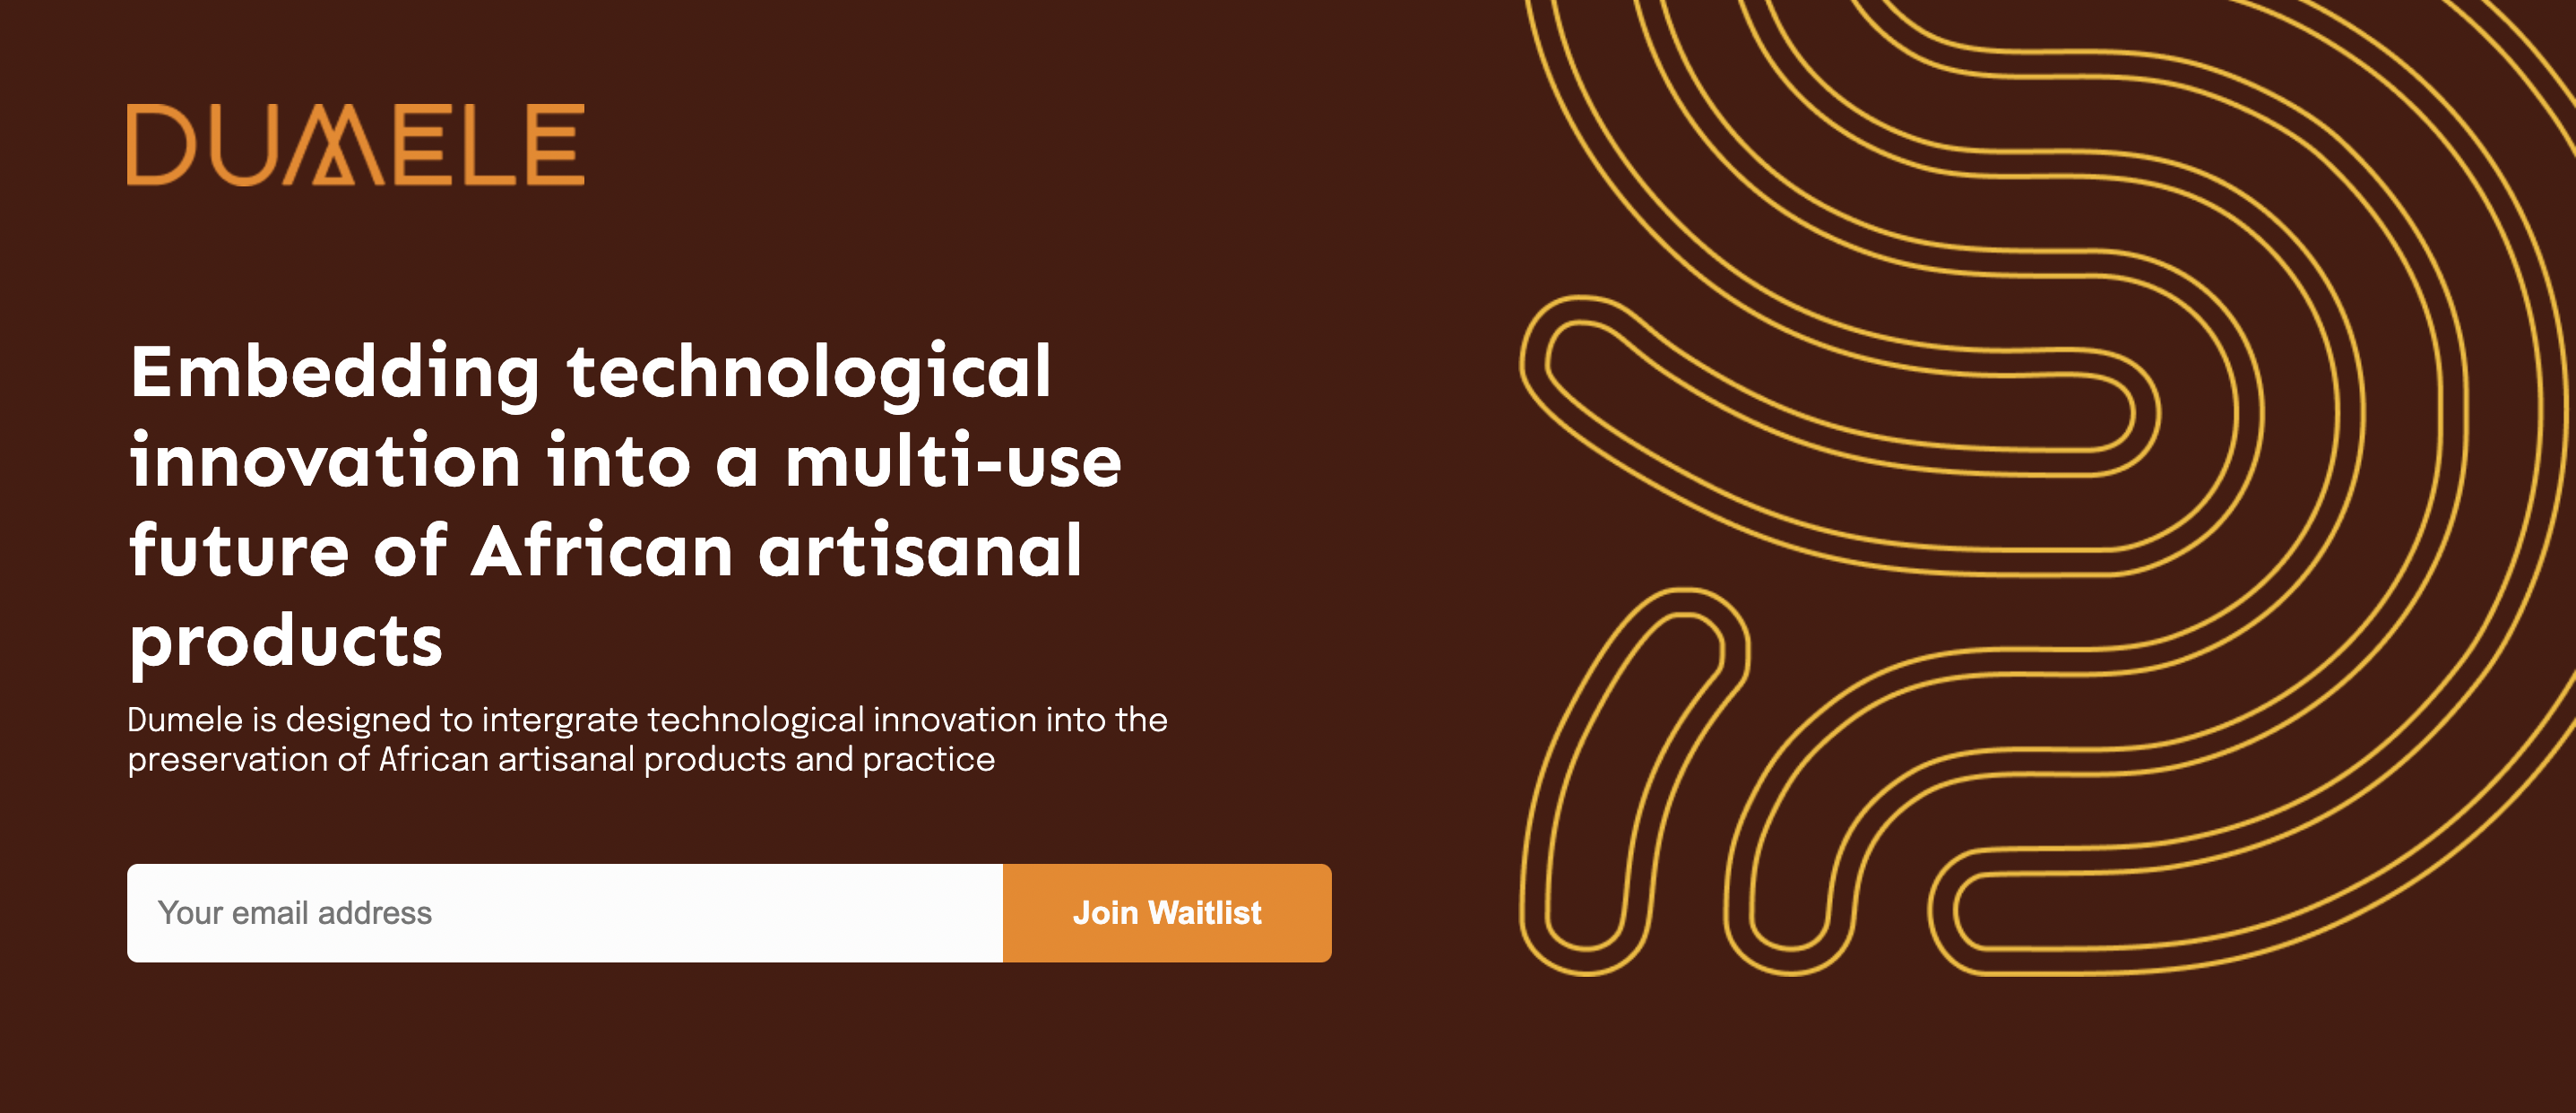 DUMELE
Embedding technological
innovation into a multi-use
future of African artisanal
products
Dumele is designed to intergrate technological innovation into the
preservation of African artisanal products and practice
Your email address
Join Waitlist